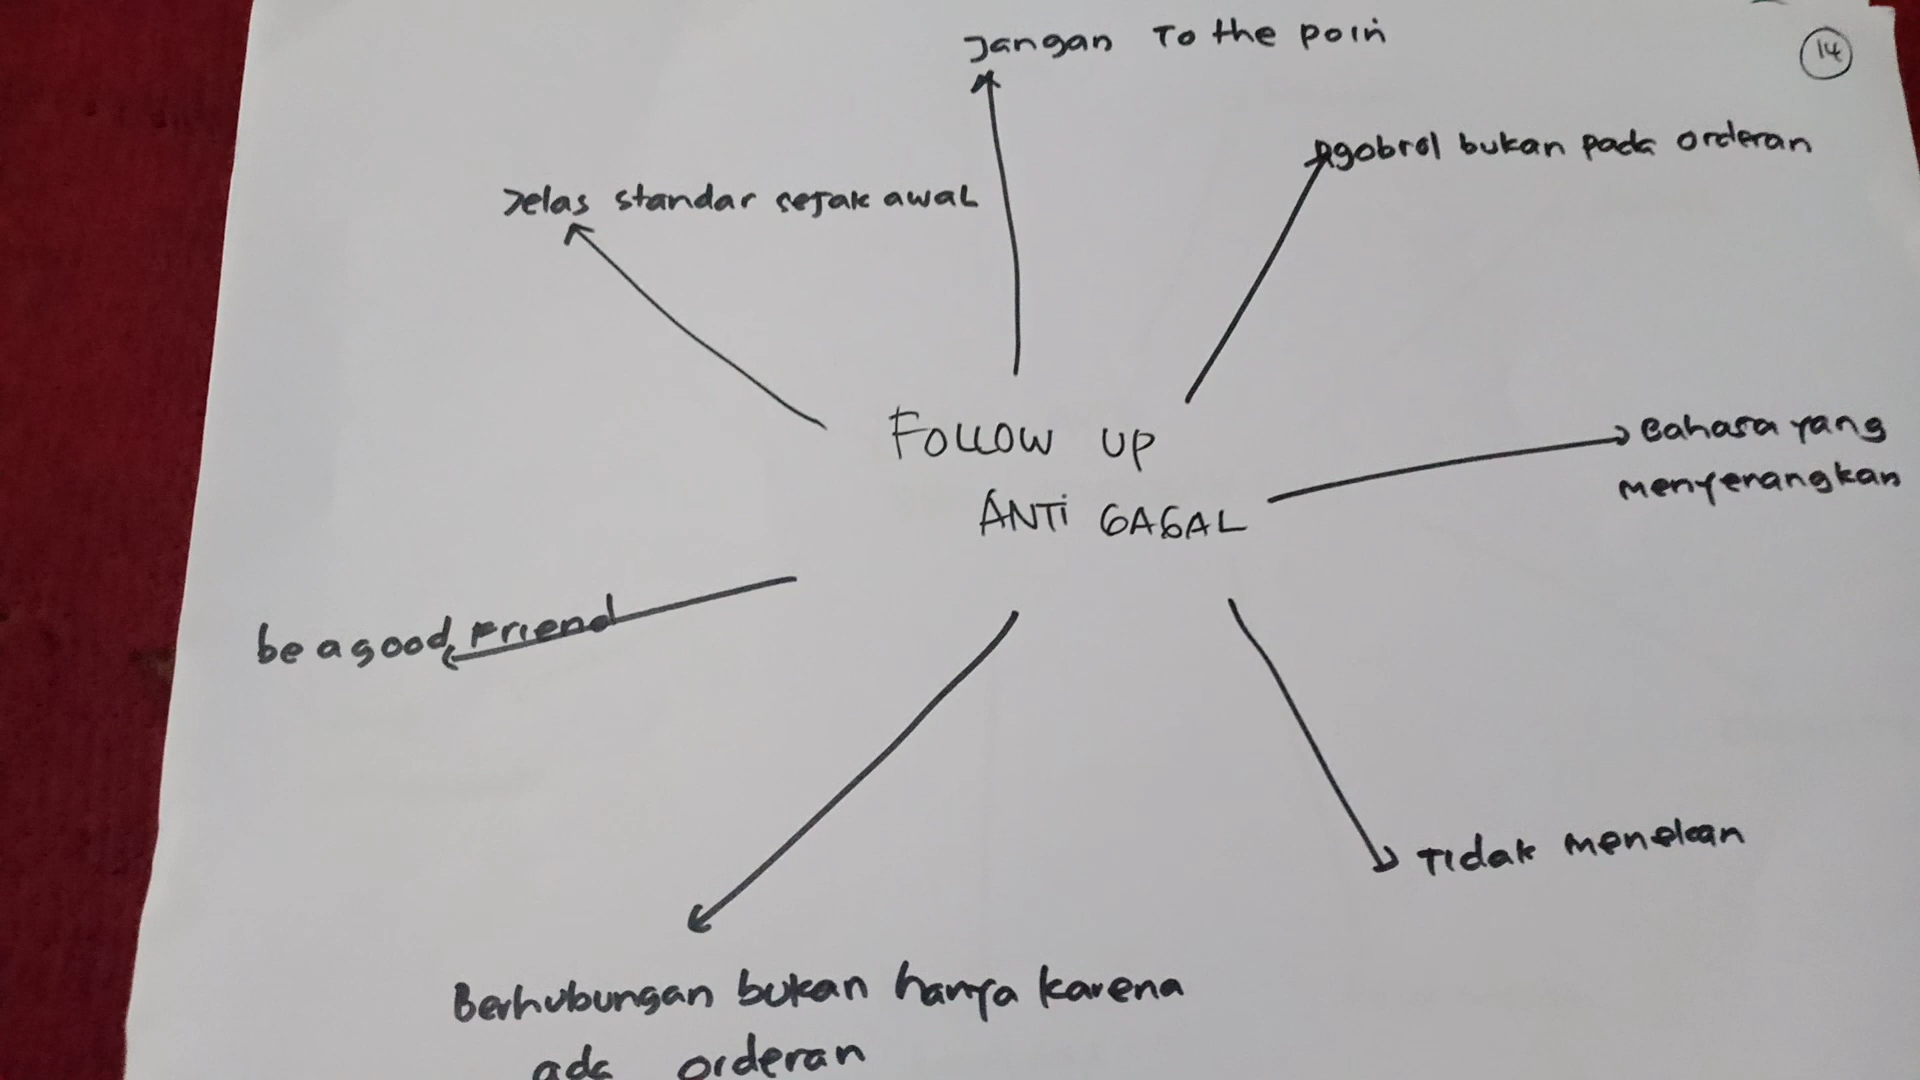 Jangan To the poin
14
Ngobrol bukan pada orderan
Jelas standar sejak awal
Follow up
Anti GAGAL
Bahasa yang
menyenangkan
be a good Friend
Tidak menekan
Berhubungan bukan hanya karena
ada orderan